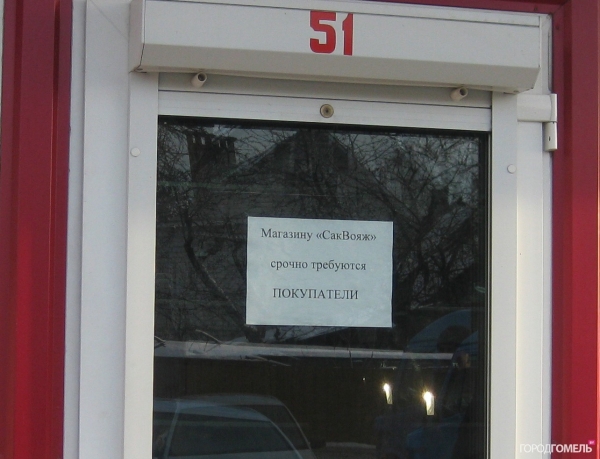 51
Магазину «СакВояж»
срочно требуются
ПОКУПАТЕЛИ
ГОРОДГОМЕЛЬ